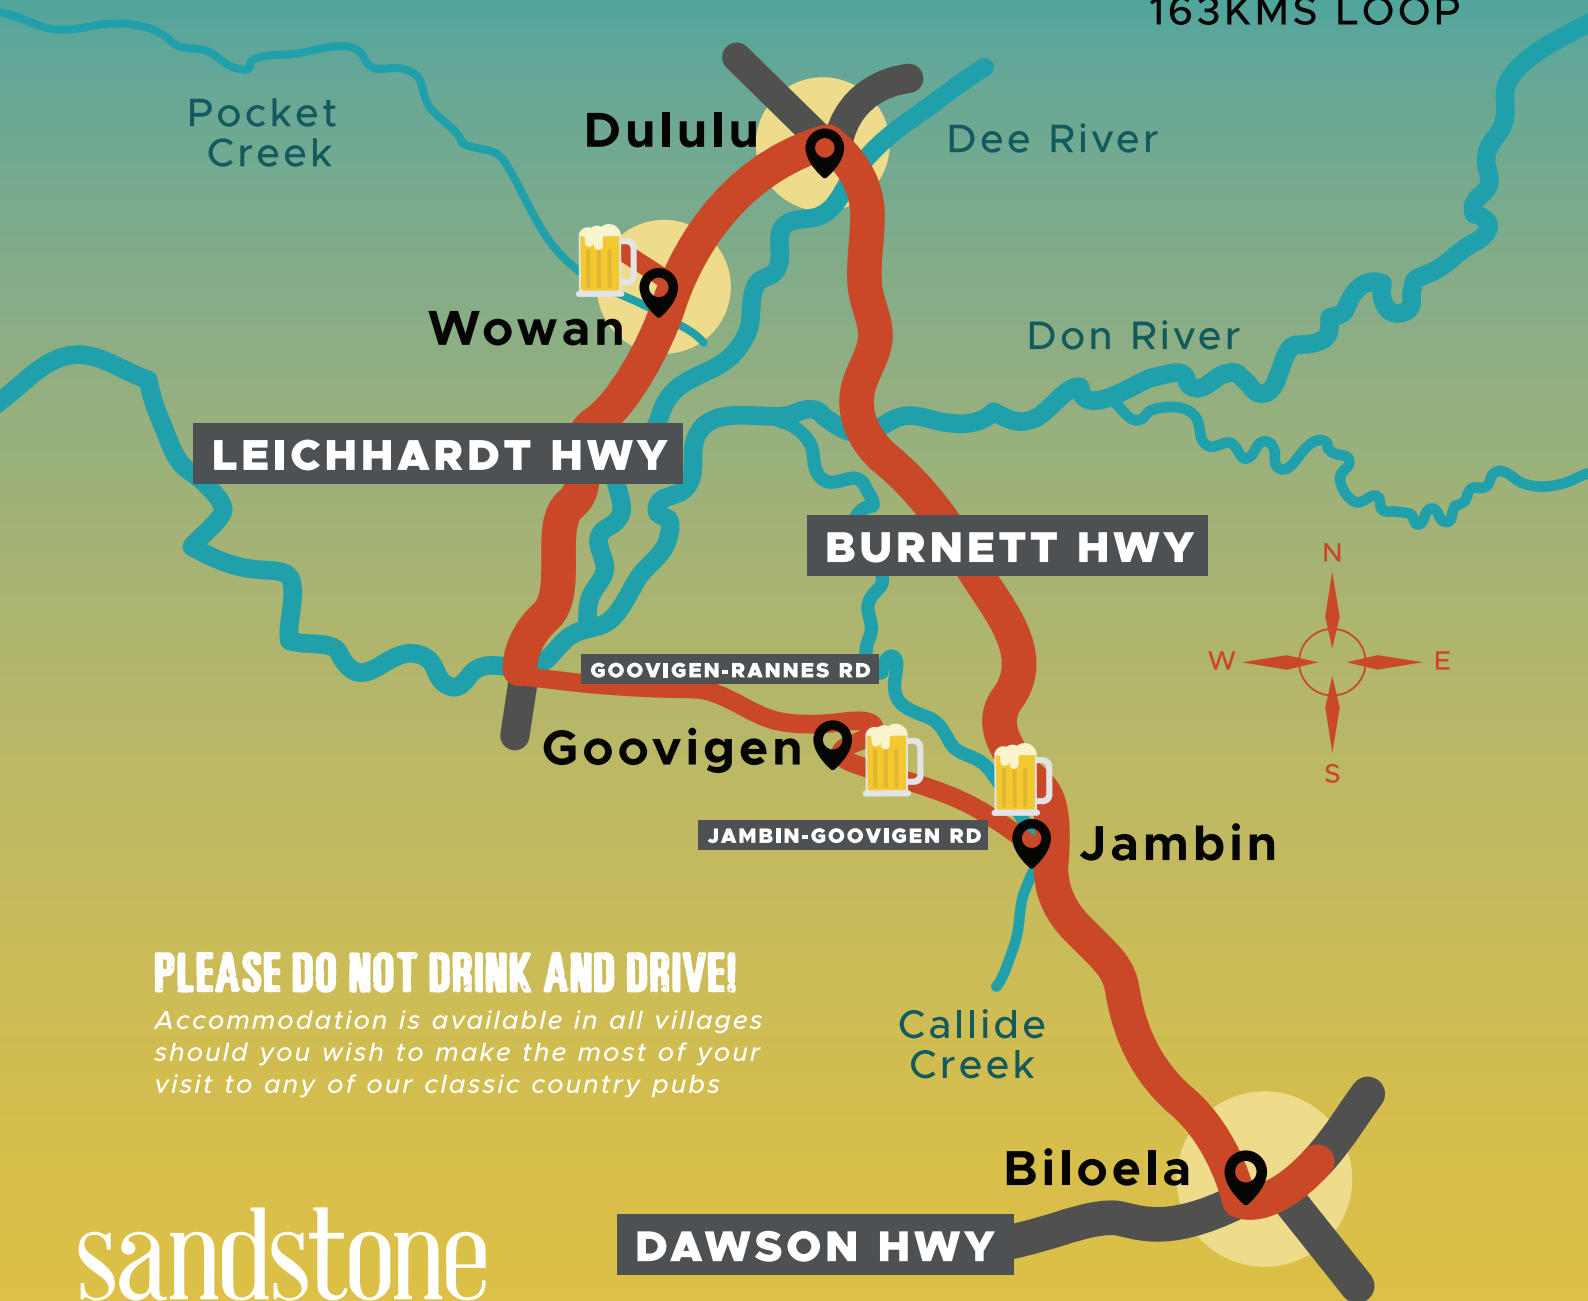 163KMS LOOP
Pocket
Creek
Dululu
Dee River
Wowan
Don River
LEICHHARDT HWY
BURNETT HWY
N
W
E
S
GOOVIGEN-RANNES RD
Goovigen
JAMBIN-GOOVIGEN RD
Jambin
PLEASE DO NOT DRINK AND DRIVE!
Accommodation is available in all villages
should you wish to make the most of your
visit to any of our classic country pubs
Callide
Creek
Biloela
DAWSON HWY
sandstone